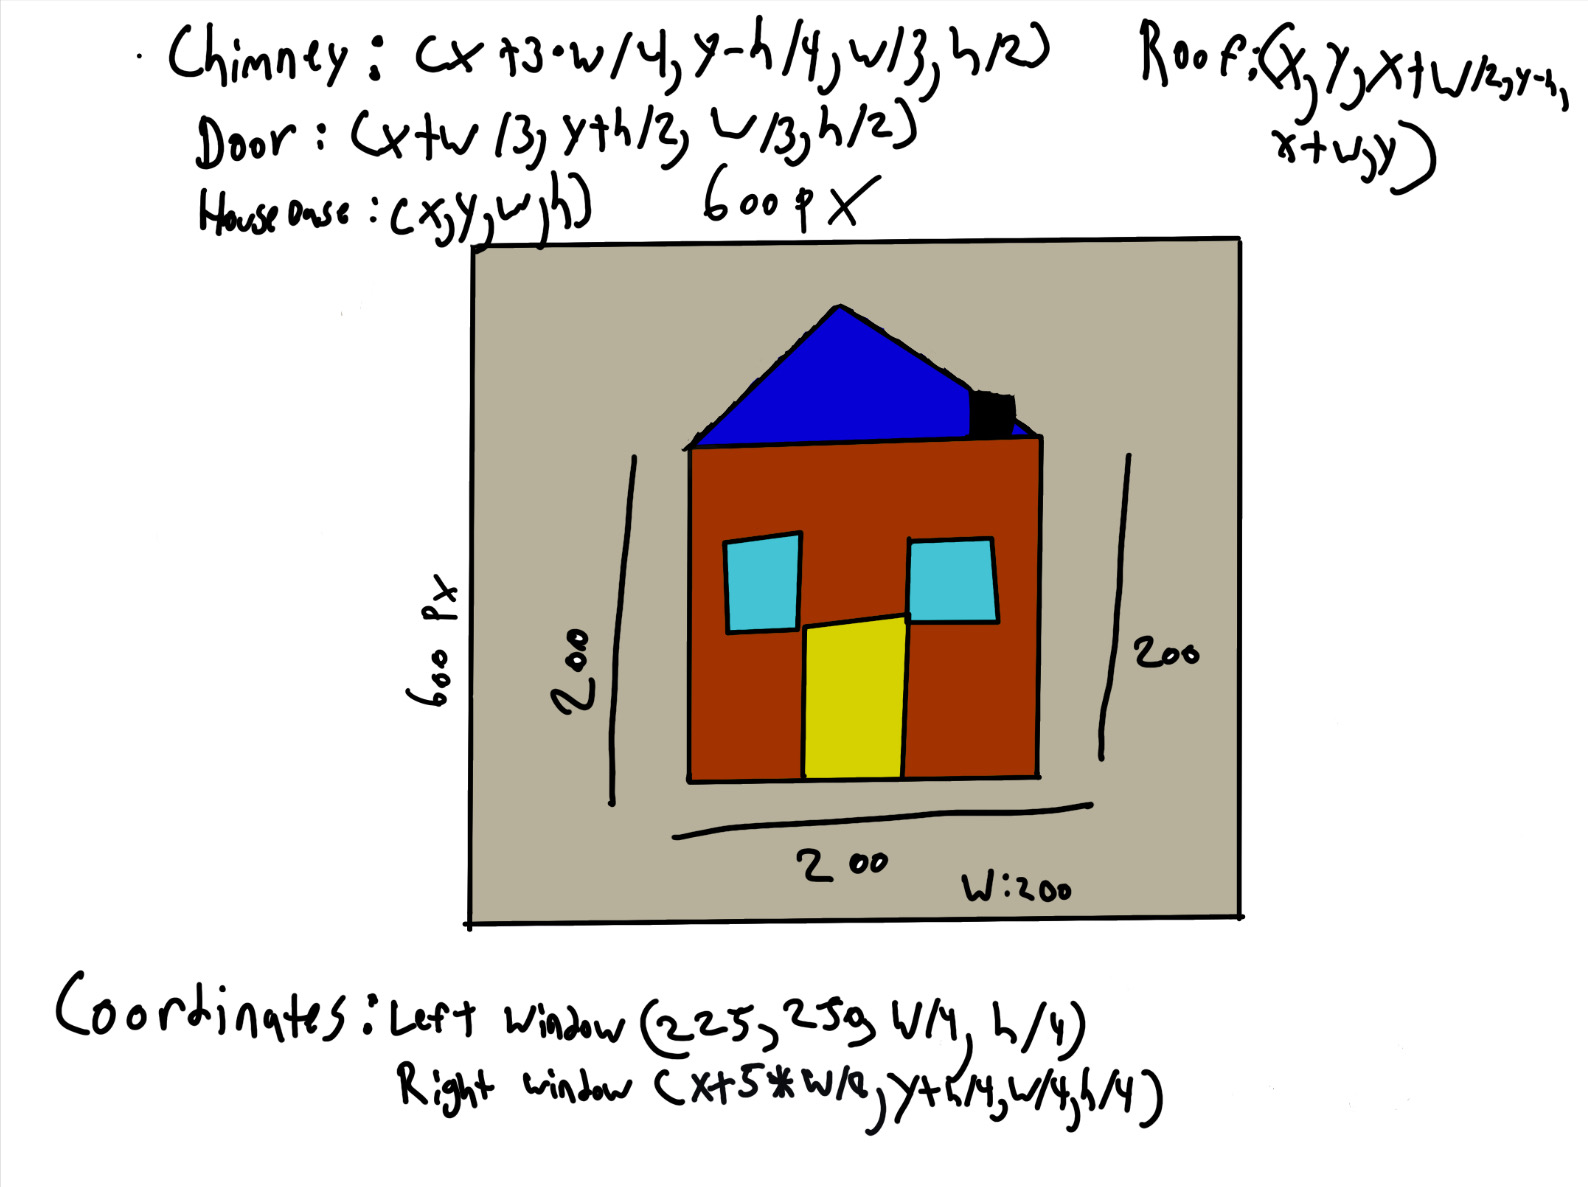 Chimney: (x+3·w/4, y-h/4, w/3, h/2)
Roof: (x, y, x+w/2, y-h,
x+w, y)
Door: (x+w/3, y+h/2, w/3, h/2)
House base: (x, y, w, h)
600 px
600 px
200
200
200
W:200
Coordinates: Left window (225, 250, w/4, h/4)
Right window (x+5*w/8, y+h/4, w/4, h/4)